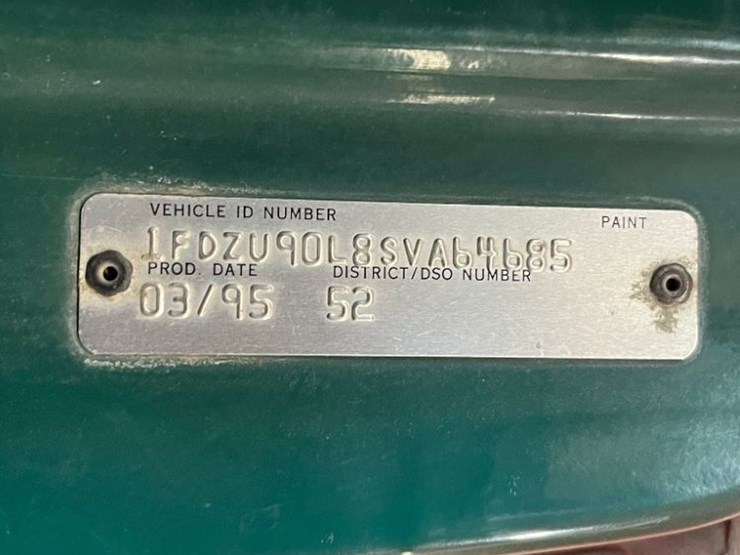 VEHICLE ID NUMBER PAINT
1FDZU90L8SVA64685
PROD. DATE DISTRICT/DSO NUMBER
03/95 52